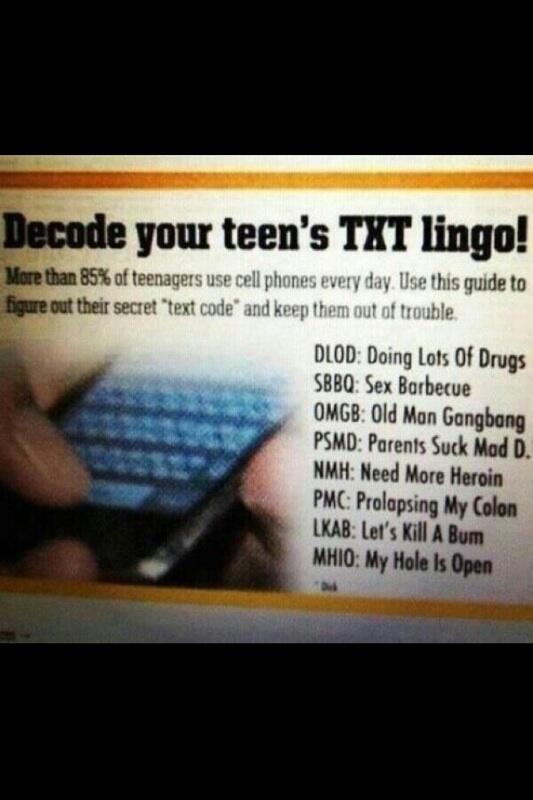 Decode your teen's TXT lingo!
More than 85% of teenagers use cell phones every day. Use this guide to
figure out their secret "text code" and keep them out of trouble.
DLOD: Doing Lots Of Drugs
SBBQ: Sex Barbecue
OMGB: Old Man Gangbang
PSMD: Parents Suck Mad D.
NMH: Need More Heroin
PMC: Prolapsing My Colon
LKAB: Let's Kill A Bum
MHIO: My Hole Is Open
Dick